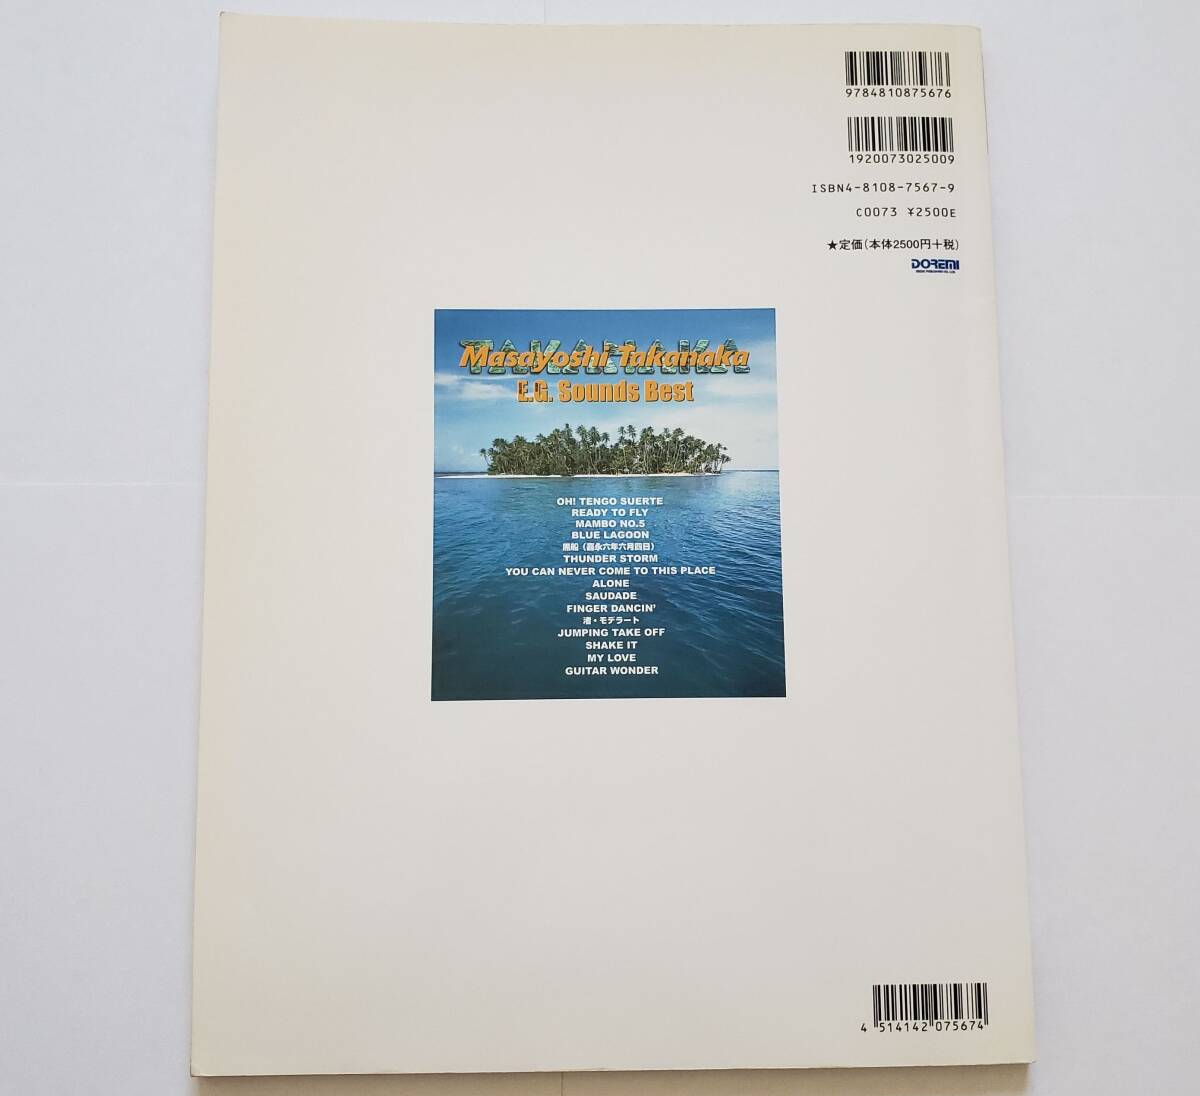 9784810875676
1920073025009
ISBN4-8108-7567-9
C0073 ¥2500E
★定価(本体2500円+税)
DOREMI
TAKANAKA
Masayoshi Takanaka
E.G. Sounds Best
OH! TENGO SUERTE
READY TO FLY
MAMBO NO.5
BLUE LAGOON
黒船(嘉永六年六月四日)
THUNDER STORM
YOU CAN NEVER COME TO THIS PLACE
ALONE
SAUDADE
FINGER DANCIN'
渚・モデラート
JUMPING TAKE OFF
SHAKE IT
MY LOVE
GUITAR WONDER
4 514142 075674